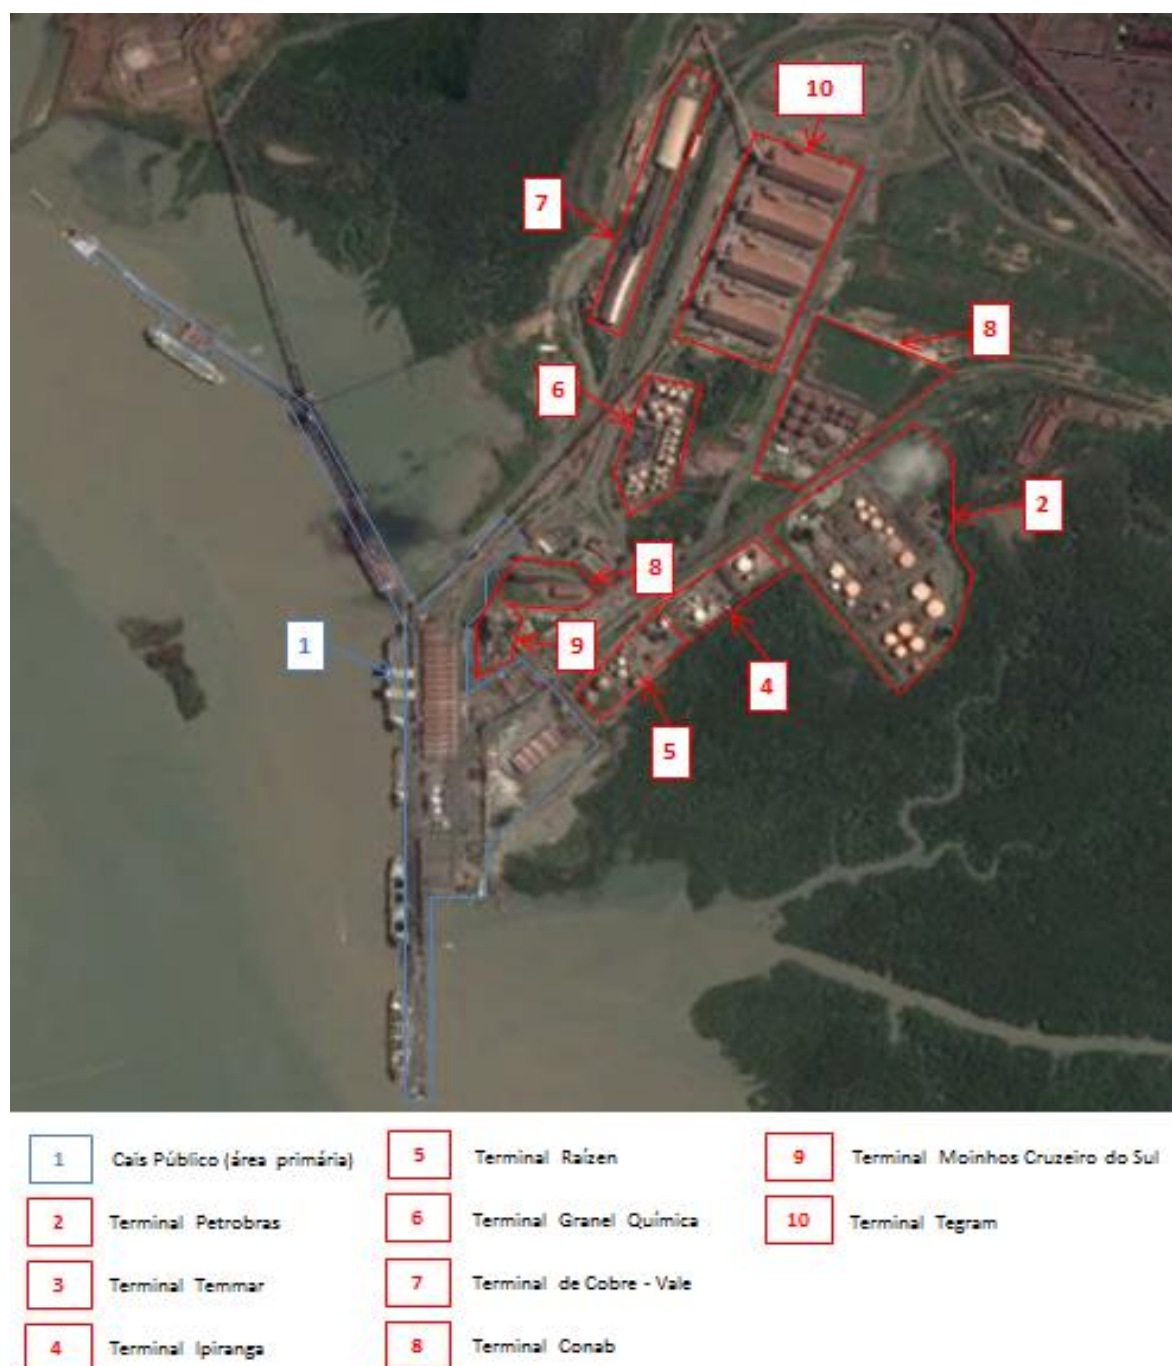 10
7
8
6
2
8
1
9
4
5
1 Cais Público (área primária)
2 Terminal Petrobras
3 Terminal Temmar
4 Terminal Ipiranga
5 Terminal Raízen
6 Terminal Granel Química
7 Terminal de Cobre - Vale
8 Terminal Conab
9 Terminal Moinhos Cruzeiro do Sul
10 Terminal Tegram